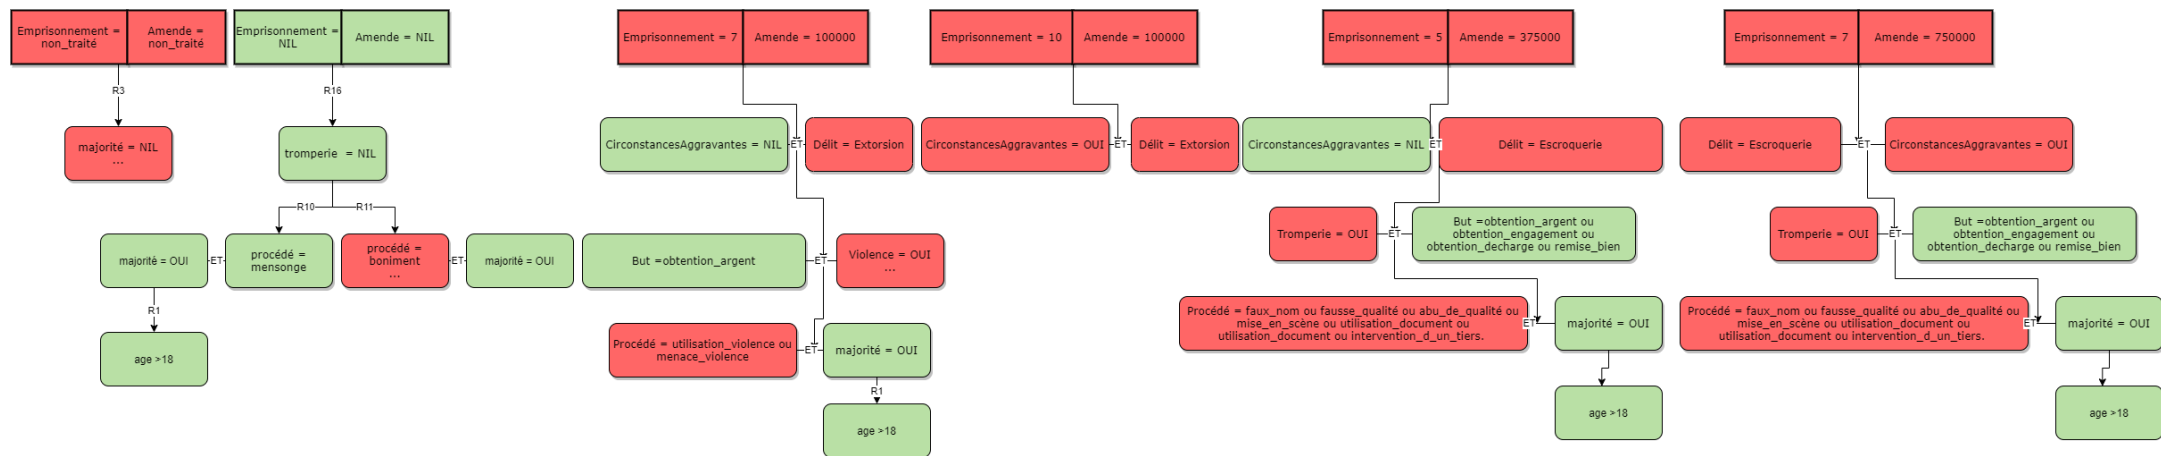 Emprisonnement =
non_traité
Amende =
non_traité
Emprisonnement =
NIL
Amende = NIL
Emprisonnement = 7
Amende = 100000
Emprisonnement = 10
Amende = 100000
Emprisonnement = 5
Amende = 375000
Emprisonnement = 7
Amende = 750000
R3
R16
majorité = NIL
...
tromperie = NIL
CirconstancesAggravantes = NIL
ET
Délit = Extorsion
CirconstancesAggravantes = OUI
ET
Délit = Extorsion
CirconstancesAggravantes = NIL
ET
Délit = Escroquerie
Délit = Escroquerie
ET
CirconstancesAggravantes = OUI
R10
R11
majorité = OUI
ET
procédé =
mensonge
procédé =
boniment
...
ET
majorité = OUI
But =obtention_argent
ET
Violence = OUI
...
Tromperie = OUI
ET
But =obtention_argent ou
obtention_engagement ou
obtention_decharge ou remise_bien
Tromperie = OUI
ET
But =obtention_argent ou
obtention_engagement ou
obtention_decharge ou remise_bien
R1
age >18
Procédé = utilisation_violence ou
menace_violence
ET
majorité = OUI
Procédé = faux_nom ou fausse_qualité ou abu_de_qualité ou
mise_en_scène ou utilisation_document ou
utilisation_document ou intervention_d_un_tiers.
ET
majorité = OUI
Procédé = faux_nom ou fausse_qualité ou abu_de_qualité ou
mise_en_scène ou utilisation_document ou
utilisation_document ou intervention_d_un_tiers.
ET
majorité = OUI
R1
age >18
age >18
age >18